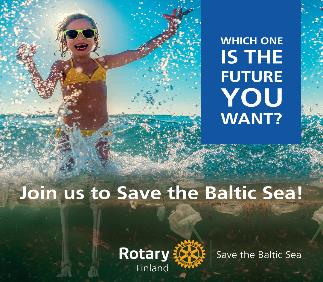 WHICH ONE
IS THE
FUTURE
YOU
WANT?
Join us to Save the Baltic Sea!
Rotary
Finland
Save the Baltic Sea